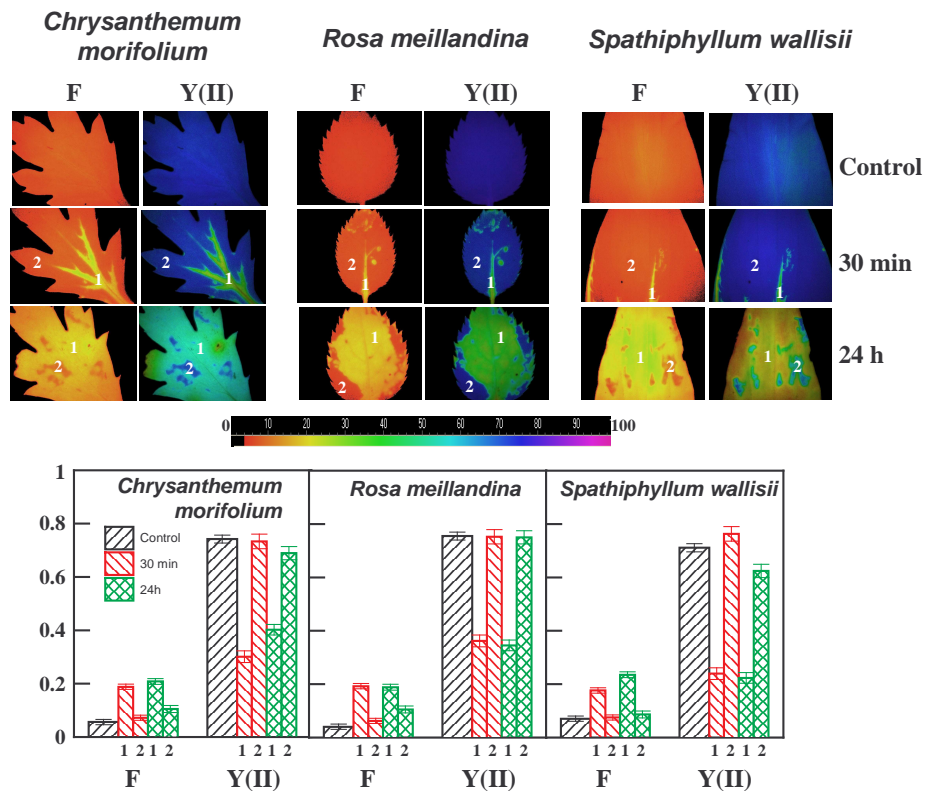 Chrysanthemum
morifolium
Rosa meillandina
Spathiphyllum wallisii
F Y(II) F Y(II) F Y(II)
Control
2 1 1 2 1 2 1 2 1 2 1
30 min
1 2 1 2 1 2 1 2 1 2 1 2
24 h
0 10 20 30 40 50 60 70 80 90 100
1
0.8
0.6
0.4
0.2
0
Chrysanthemum
morifolium
Rosa meillandina
Spathiphyllum wallisii
Control
30 min
24h
1 2 1 2 1 2 1 2 1 2 1 2 1 2 1 2 1 2 1 2 1 2 1 2
F Y(II) F Y(II) F Y(II)